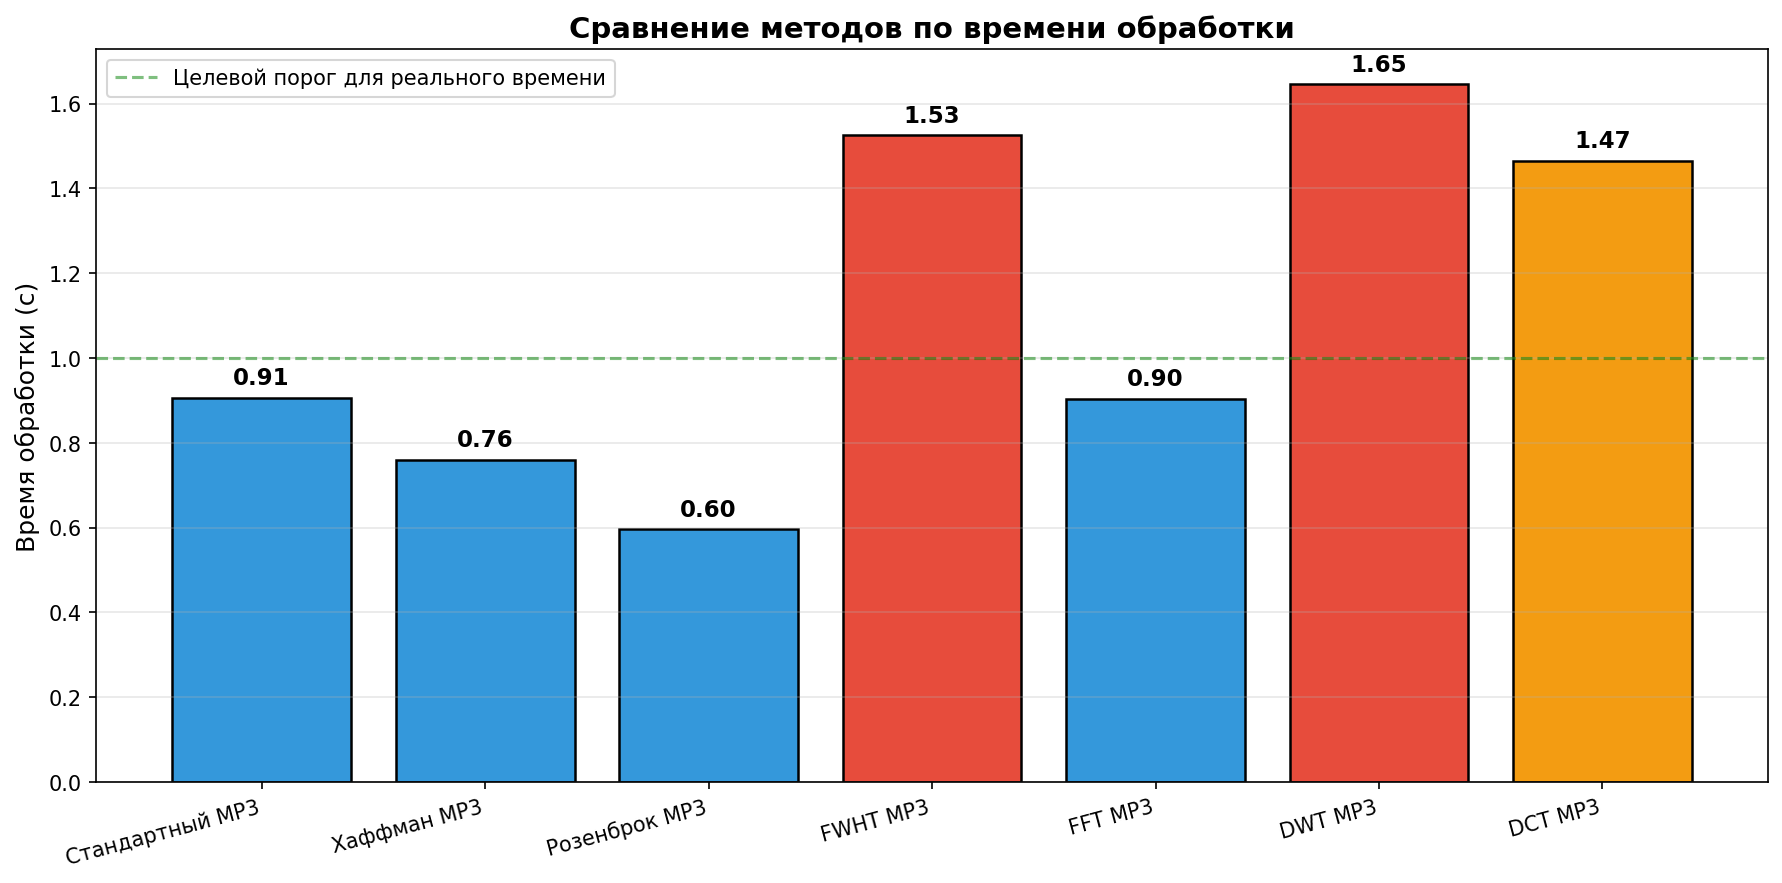 Сравнение методов по времени обработки
Целевой порог для реального времени
Время обработки (с)
1.6
1.4
1.2
1.0
0.8
0.6
0.4
0.2
0.0
0.91
0.76
0.60
1.53
0.90
1.65
1.47
Стандартный MP3
Хаффман MP3
Розенброк MP3
FWHT MP3
FFT MP3
DWT MP3
DCT MP3